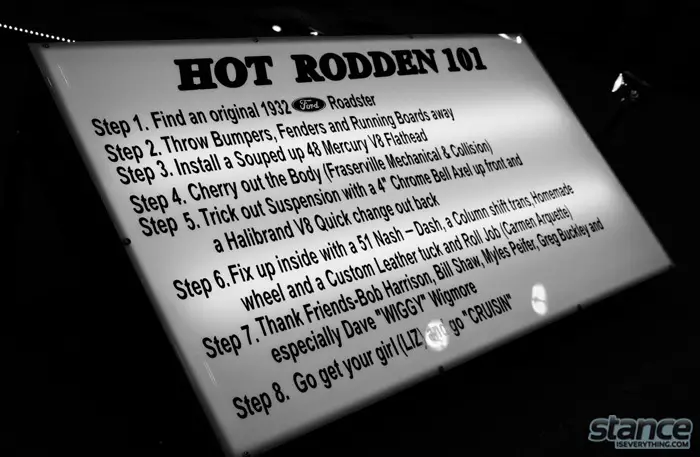 HOT RODDEN 101
Step 1. Find an original 1932 Ford Roadster
Step 2. Throw Bumpers, Fenders and Running Boards away
Step 3. Install a Souped up 48 Mercury V8 Flathead
Step 4. Cherry out the Body (Fraserville Mechanical & Collision)
Step 5. Trick out Suspension with a 4" Chrome Bell Axel up front and
a Halibrand V8 Quick change out back
Step 6. Fix up inside with a 51 Nash – Dash, a Column shift trans, Homemade
wheel and a Custom Leather tuck and Roll Job (Carmen Arquette)
Step 7. Thank Friends-Bob Harrison, Bill Shaw, Myles Peifer, Greg Buckley and
especially Dave "WIGGY" Wigmore
Step 8. Go get your girl (LIZ) go "CRUISIN"
stance
ISEVERYTHING.COM